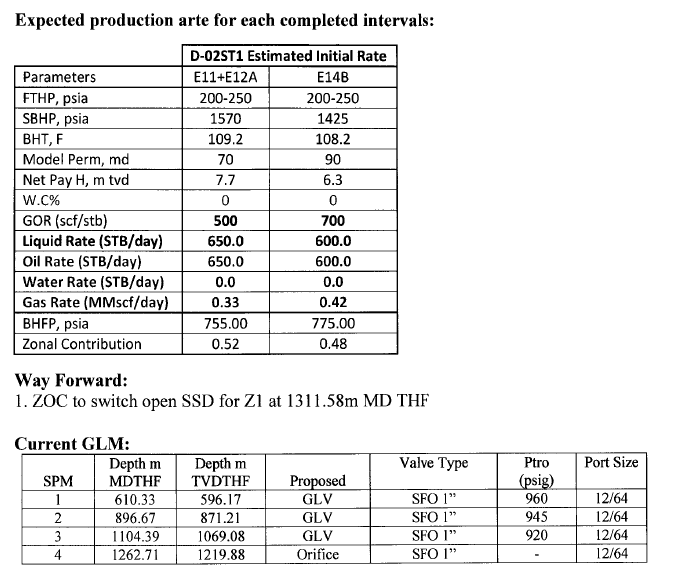 Expected production arte for each completed intervals:
D-02ST1 Estimated Initial Rate
Parameters E11+E12A E14B
FTHP, psia 200-250 200-250
SBHP, psia 1570 1425
BHT, F 109.2 108.2
Model Perm, md 70 90
Net Pay H, m tvd 7.7 6.3
W.C% 0 0
GOR (scf/stb) 500 700
Liquid Rate (STB/day) 650.0 600.0
Oil Rate (STB/day) 650.0 600.0
Water Rate (STB/day) 0.0 0.0
Gas Rate (MMscf/day) 0.33 0.42
BHFP, psia 755.00 775.00
Zonal Contribution 0.52 0.48
Way Forward:
1. ZOC to switch open SSD for Z1 at 1311.58m MD THF
Current GLM:
Depth m Depth m Valve Type Ptro Port Size
SPM MDTHF TVDTHF Proposed (psig)
1 610.33 596.17 GLV SFO 1” 960 12/64
2 896.67 871.21 GLV SFO 1” 945 12/64
3 1104.39 1069.08 GLV SFO 1” 920 12/64
4 1262.71 1219.88 Orifice SFO 1” - 12/64